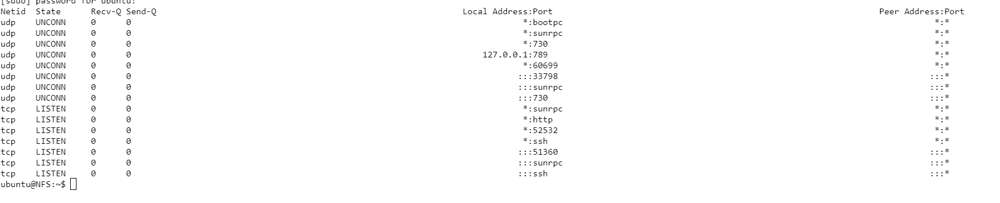 [sudo] password for ubuntu:
Netid State Recv-Q Send-Q Local Address:Port Peer Address:Port
udp UNCONN 0 0 *:bootpc *:*
udp UNCONN 0 0 *:sunrpc *:*
udp UNCONN 0 0 *:730 *:*
udp UNCONN 0 0 127.0.0.1:789 *:*
udp UNCONN 0 0 *:60699 *:*
udp UNCONN 0 0 :::33798 :::*
udp UNCONN 0 0 :::sunrpc :::*
udp UNCONN 0 0 :::730 :::*
tcp LISTEN 0 0 *:sunrpc *:*
tcp LISTEN 0 0 *:http *:*
tcp LISTEN 0 0 *:52532 *:*
tcp LISTEN 0 0 *:ssh *:*
tcp LISTEN 0 0 :::51360 :::*
tcp LISTEN 0 0 :::sunrpc :::*
tcp LISTEN 0 0 :::ssh :::*
ubuntu@NFS:~$